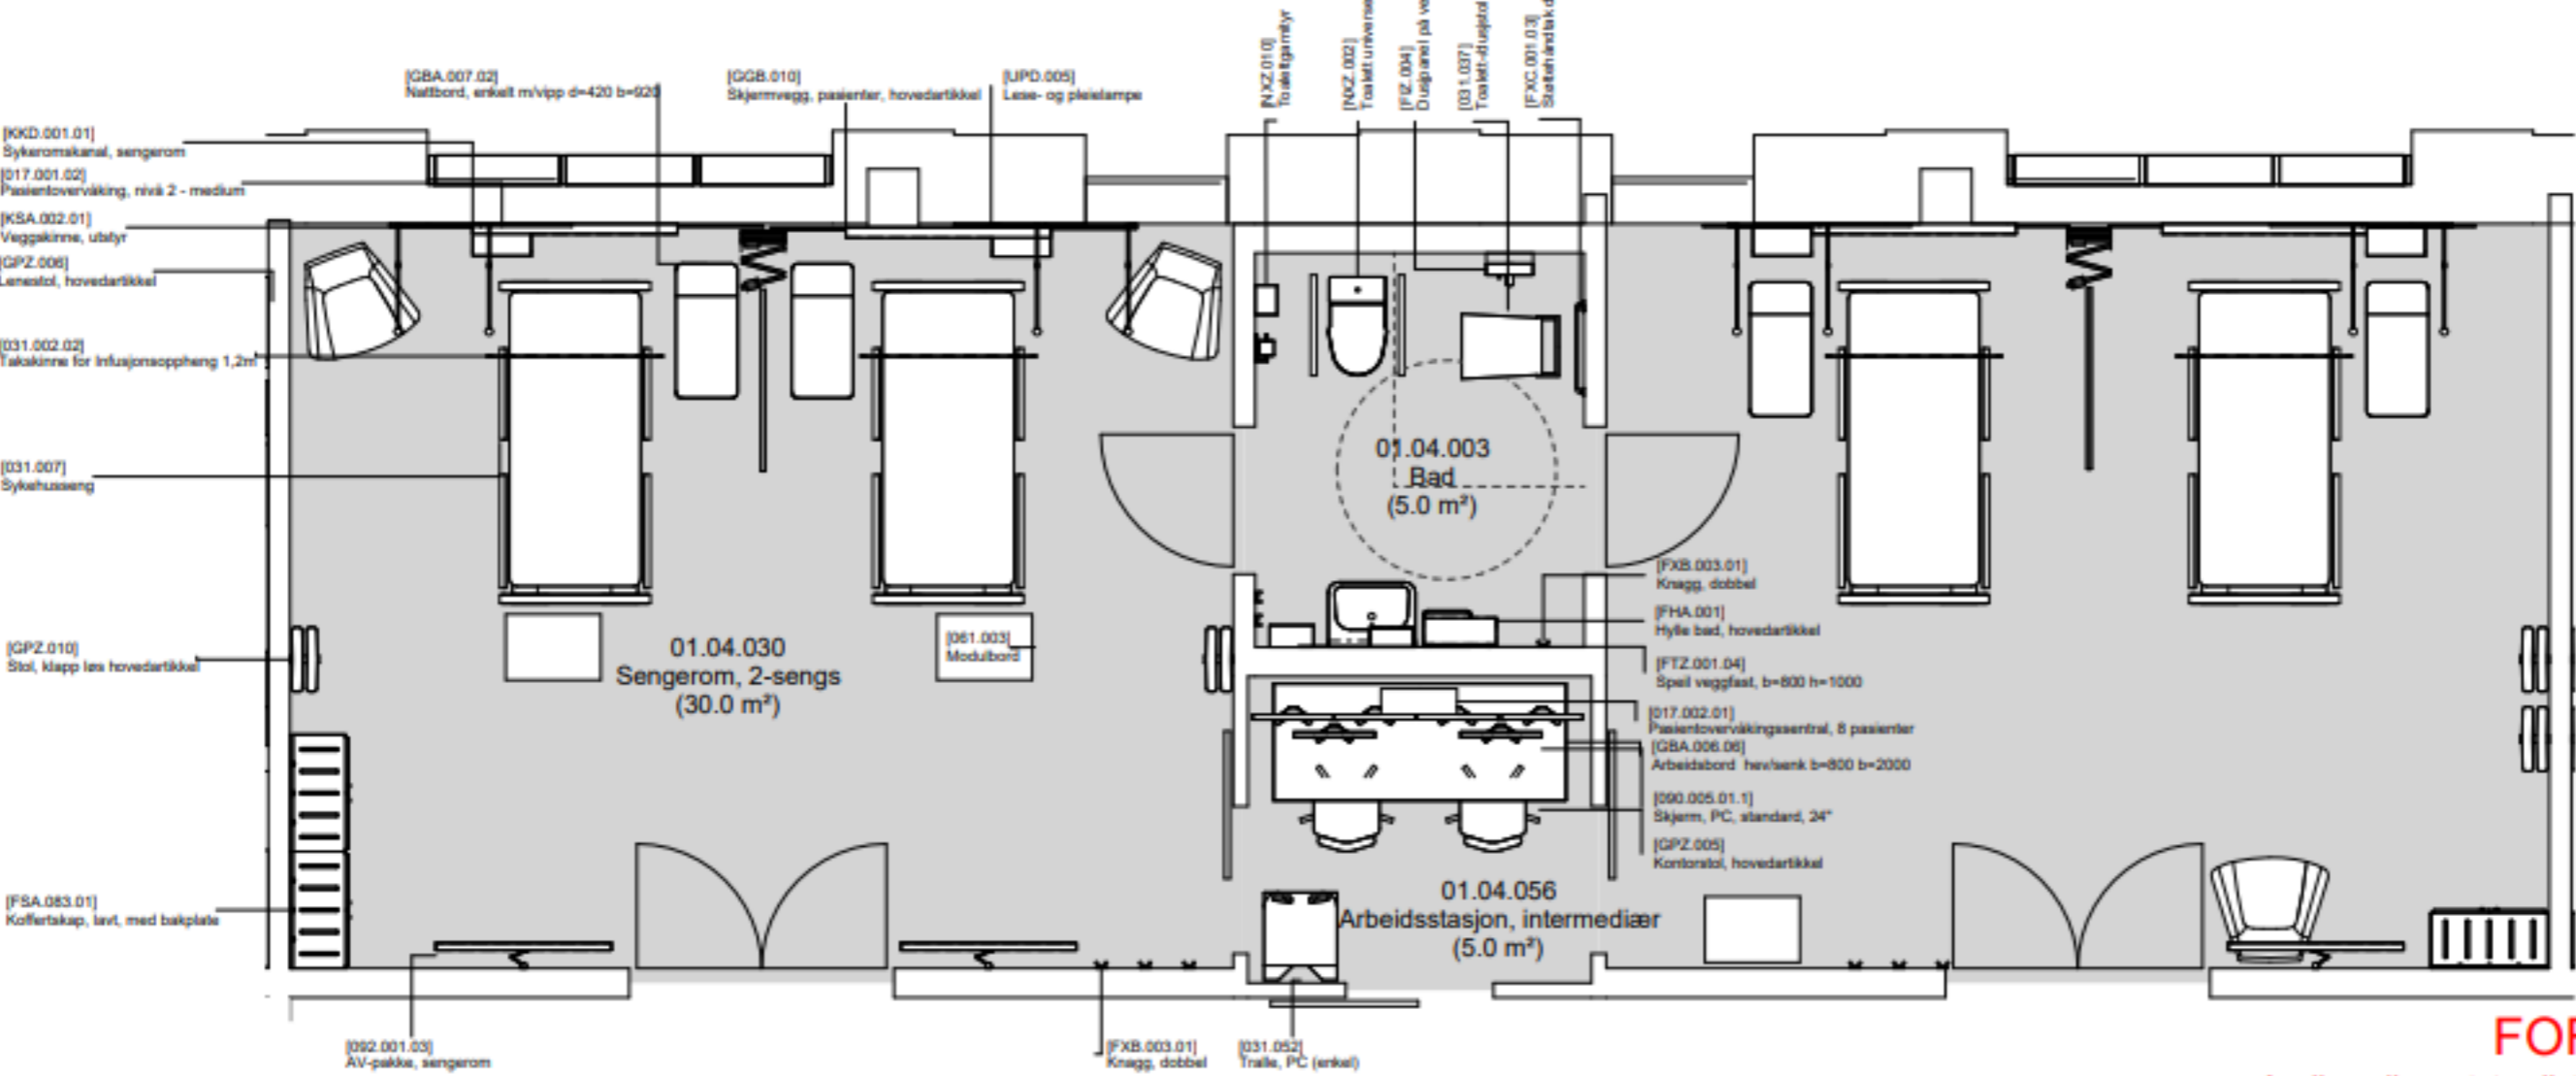 [NXZ.010]
Toalettgarnityr
[NXZ.002]
Toalett
[FIZ.004]
Dusjpanel på
[031.037]
Toalett-/dusjstol
[FXC.001.03]
[GBA.007.02]
Nattbord, enkelt m/vipp d=420 b=920
[GGB.010]
Skjermvegg, pasienter, hovedartikkel
[UPD.005]
Lese- og pleielampe
[KKD.001.01]
Sykeromskanal, sengerom
[017.001.02]
Pasientovervåking, nivå 2 - medium
[KSA.002.01]
Veggskinne, utstyr
[GPZ.006]
Lenestol, hovedartikkel
[031.002.02]
Takskinne for Infusjonsoppheng 1,2m
[031.007]
Sykehusseng
[GPZ.010]
Stol, klapp løs hovedartikkel
[FSA.083.01]
Koffertskap, lavt, med bakplate
01.04.030
Sengerom, 2-sengs
(30.0 m²)
[061.003]
Modulbord
01.04.003
Bad
(5.0 m²)
[FXB.003.01]
Knagg, dobbel
[FHA.001]
Hylle bad, hovedartikkel
[FTZ.001.04]
Speil veggfast, b=800 h=1000
[017.002.01]
Pasientovervåkingssentral, 8 pasienter
[GBA.006.06]
Arbeidsbord hev/senk b=800 b=2000
[090.005.01.1]
Skjerm, PC, standard, 24"
[GPZ.005]
Kontorstol, hovedartikkel
01.04.056
Arbeidsstasjon, intermediær
(5.0 m²)
[092.001.03]
AV-pakke, sengerom
[FXB.003.01]
Knagg, dobbel
[031.052]
Tralle, PC (enkel)